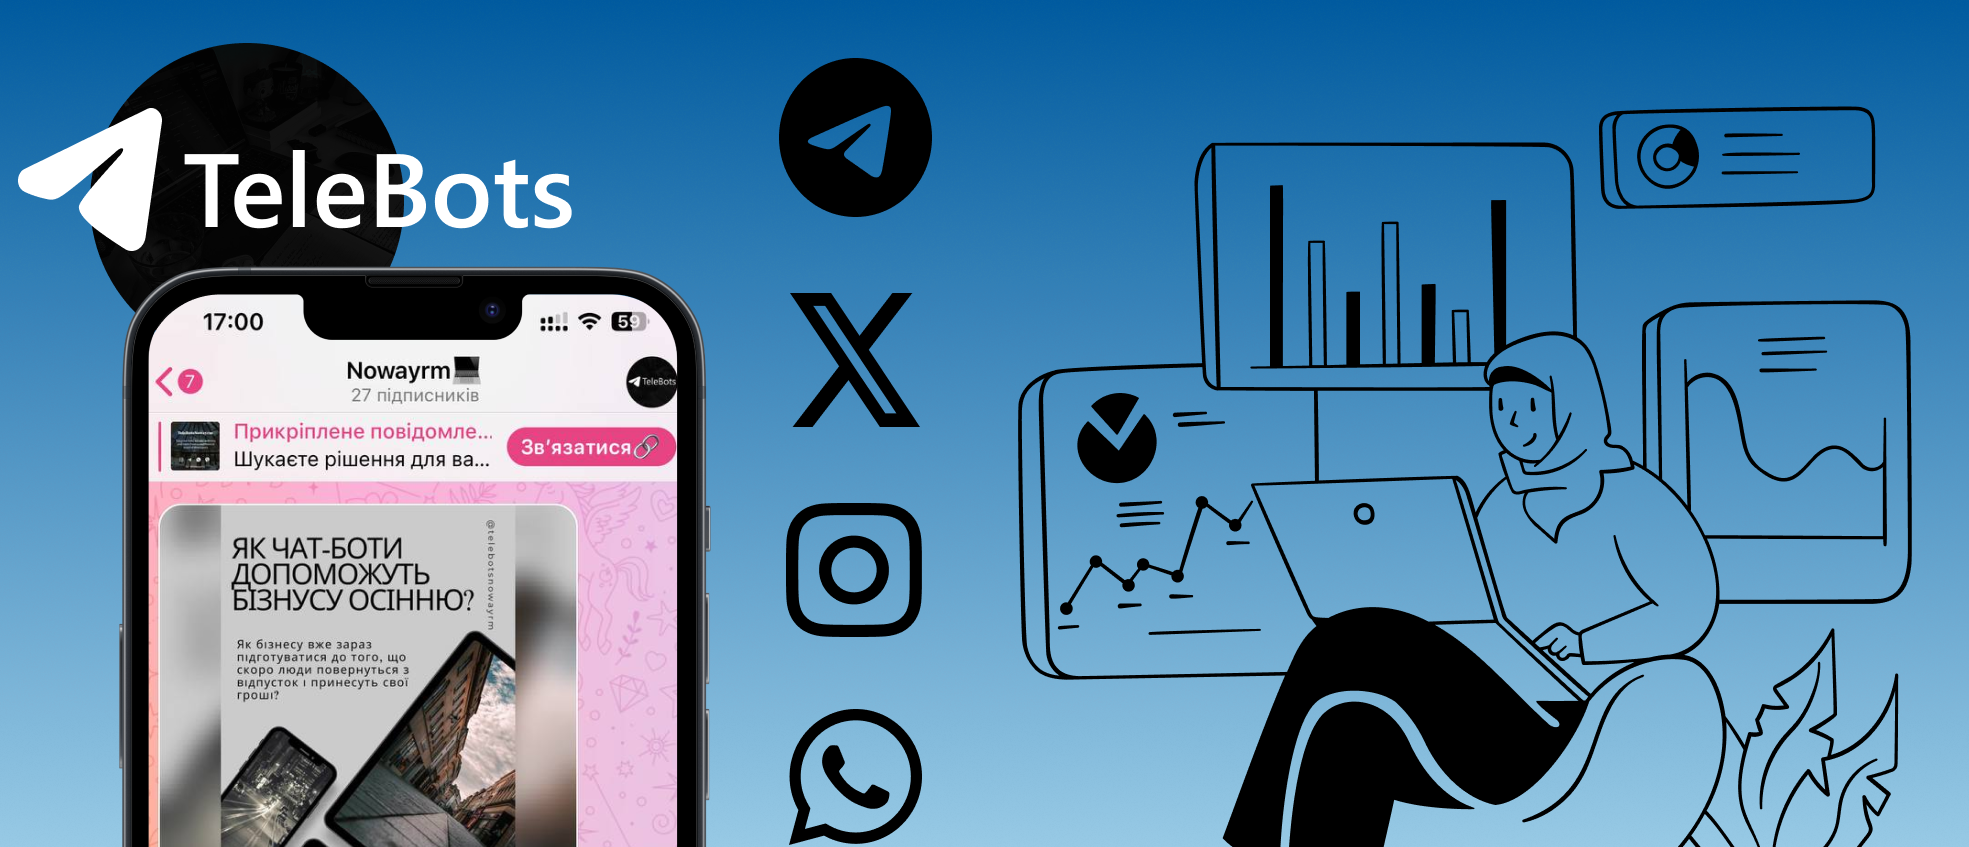 TeleBots
17:00
59
7
Nowayrm
27 підписників
TeleBots
Прикріплене повідомле...
Шукаєте рішення для ва...
Зв'язатися
@telebotsnowayrm
ЯК ЧАТ-БОТИ
ДОПОМОЖУТЬ
БІЗНЕСУ ОСІННЮ?
Як бізнесу вже зараз
підготуватися до того, що
скоро люди повернуться з
відпусток і принесуть свої
гроші?